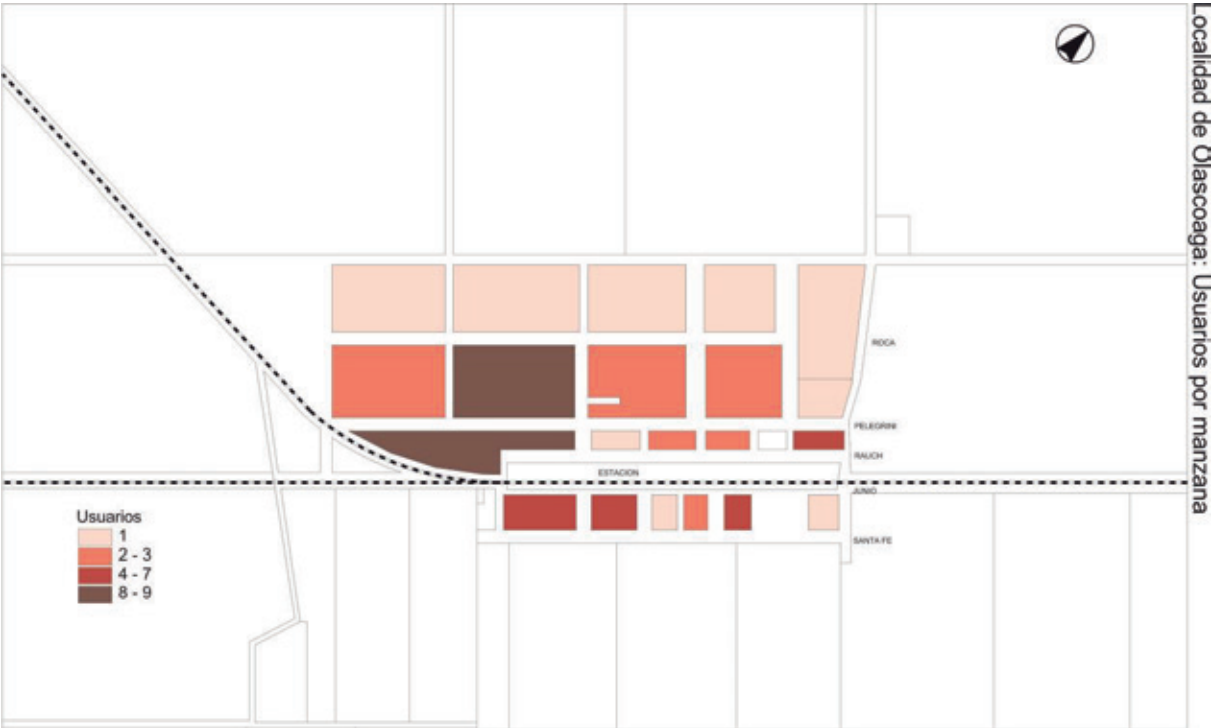 Localidad de Olascoaga: Usuarios por manzana
ROCA
PELEGRINI
RAUCH
ESTACION
JUNIO
SANTA FE
Usuarios
1
2 - 3
4 - 7
8 - 9